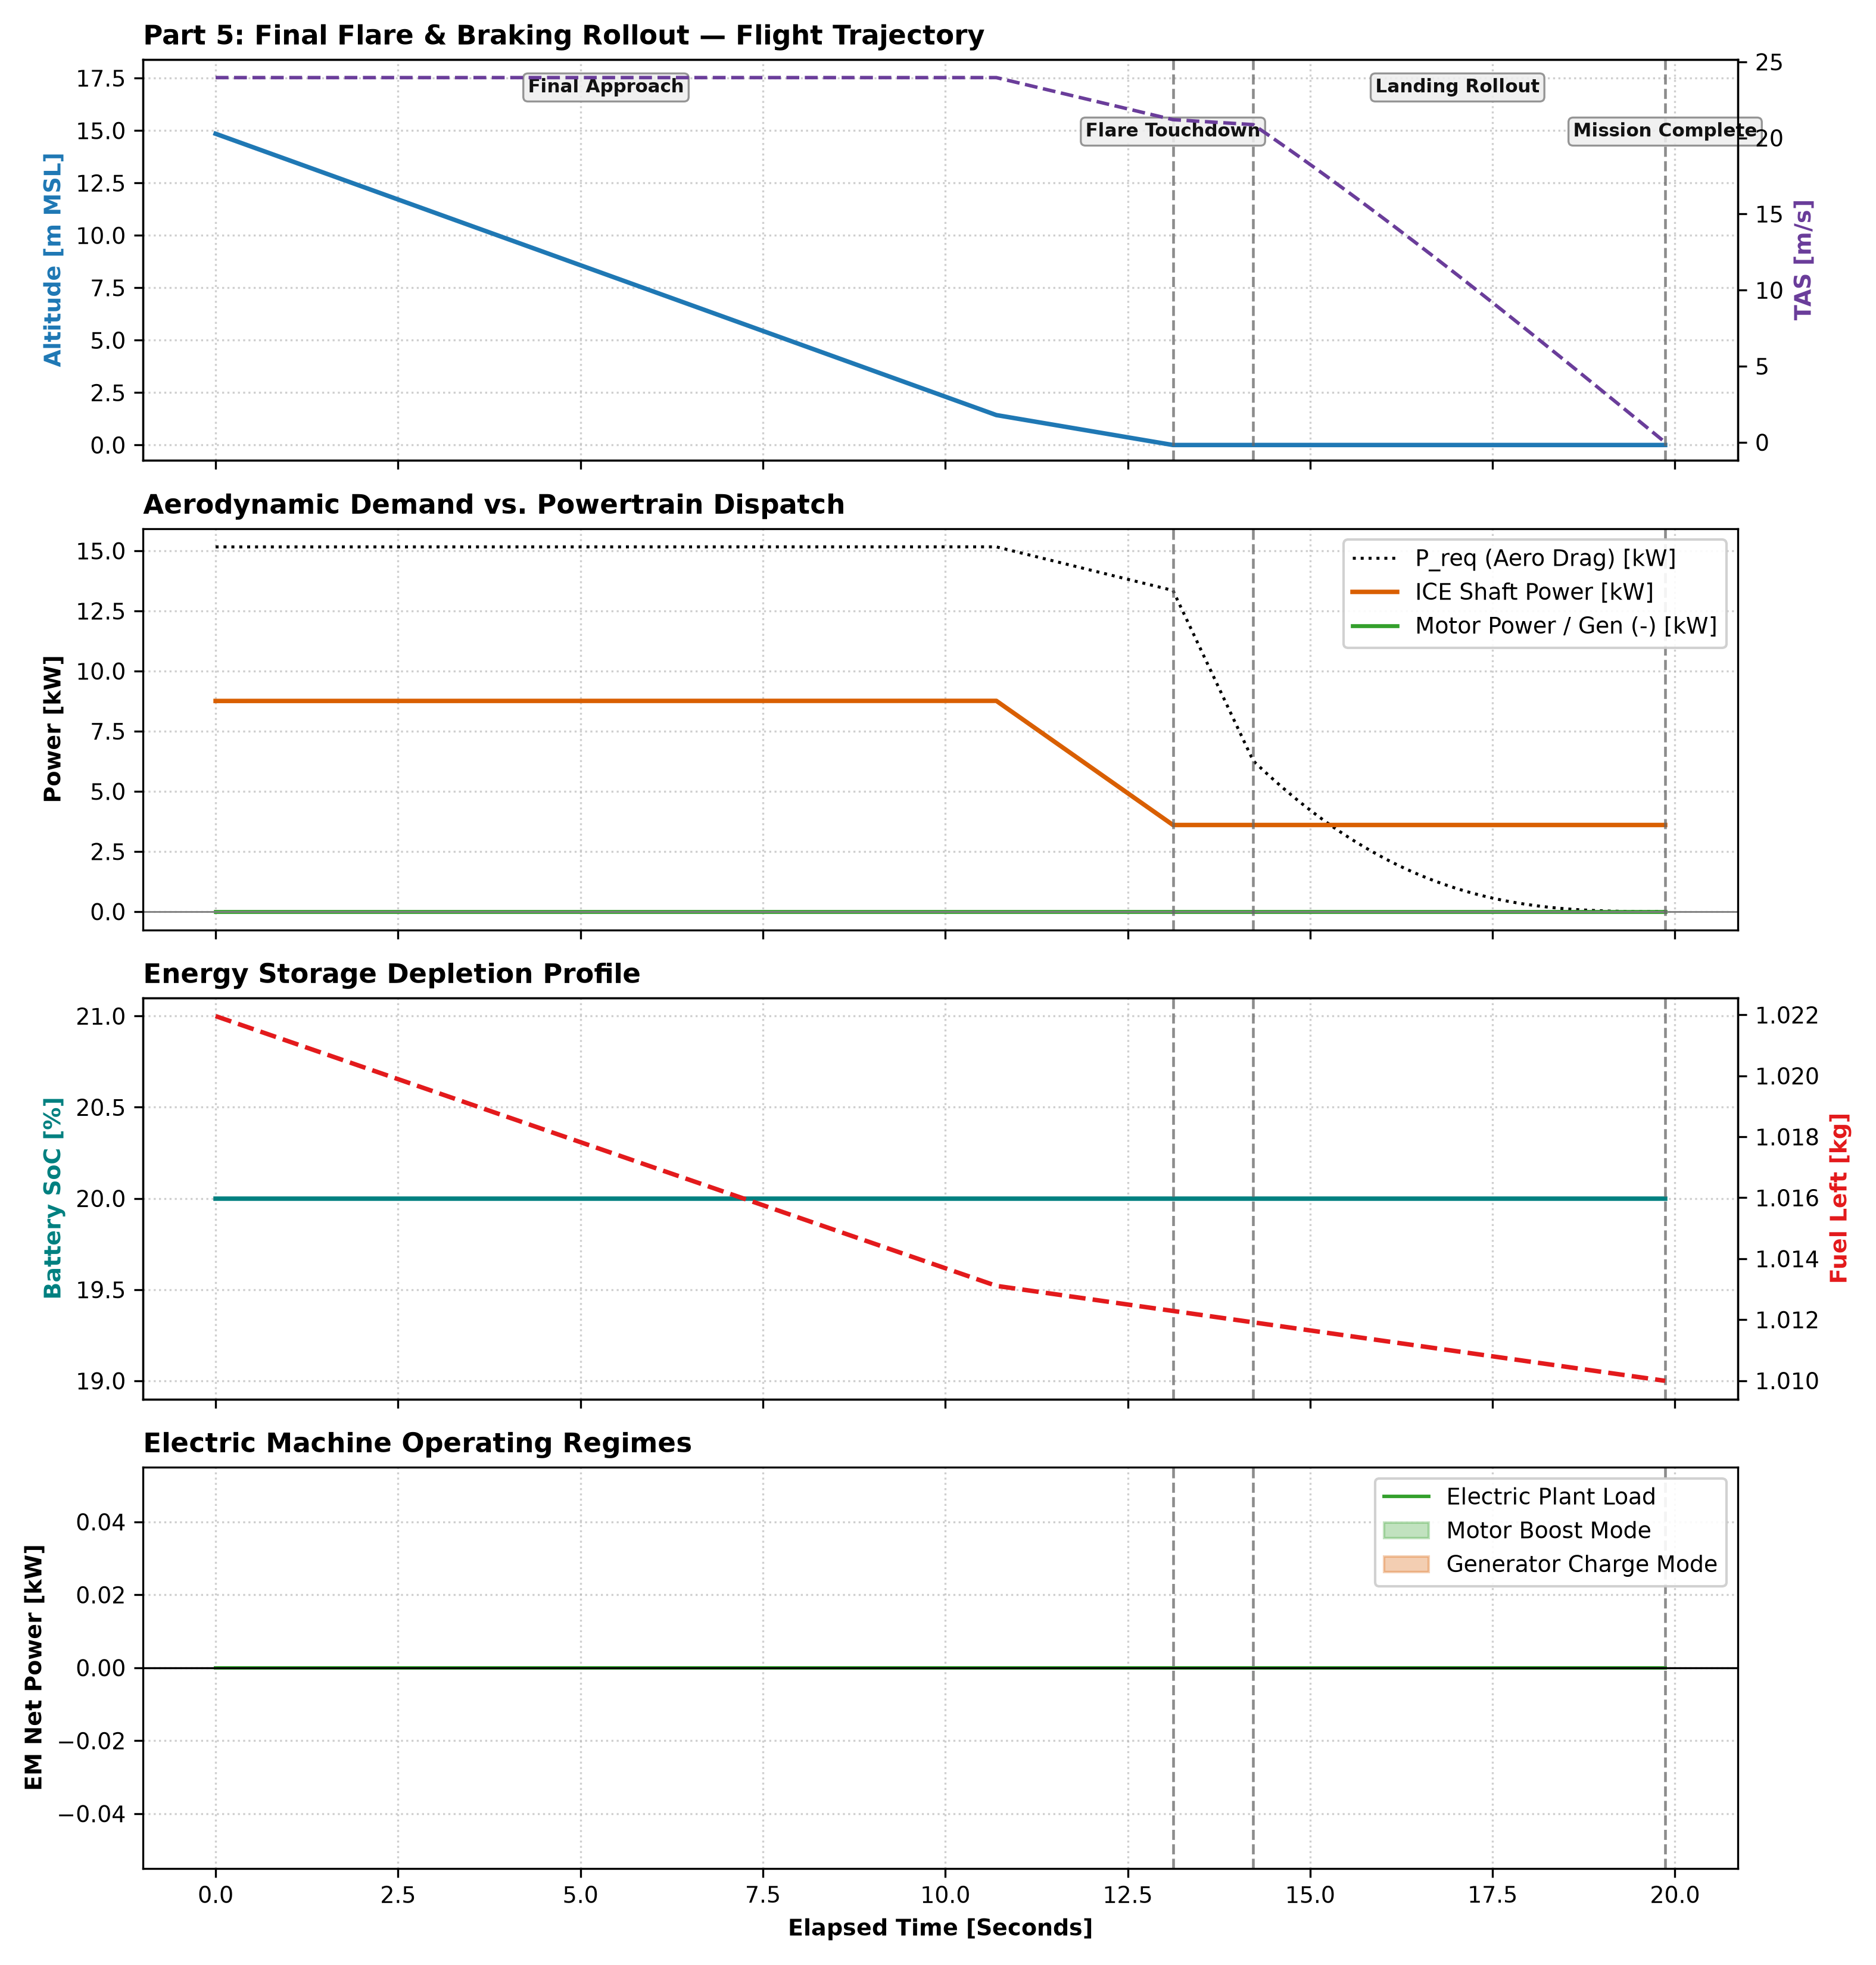 Part 5: Final Flare & Braking Rollout — Flight Trajectory
17.5
15.0
12.5
10.0
7.5
5.0
2.5
0.0
Altitude [m MSL]
Final Approach
Flare Touchdown
Landing Rollout
Mission Complete
25
20
15
10
5
0
TAS [m/s]
Aerodynamic Demand vs. Powertrain Dispatch
15.0
12.5
10.0
7.5
5.0
2.5
0.0
Power [kW]
P_req (Aero Drag) [kW]
ICE Shaft Power [kW]
Motor Power / Gen (-) [kW]
Energy Storage Depletion Profile
21.0
20.5
20.0
19.5
19.0
Battery SoC [%]
1.022
1.020
1.018
1.016
1.014
1.012
1.010
Fuel Left [kg]
Electric Machine Operating Regimes
0.04
0.02
0.00
−0.02
−0.04
EM Net Power [kW]
Electric Plant Load
Motor Boost Mode
Generator Charge Mode
0.0 2.5 5.0 7.5 10.0 12.5 15.0 17.5 20.0
Elapsed Time [Seconds]